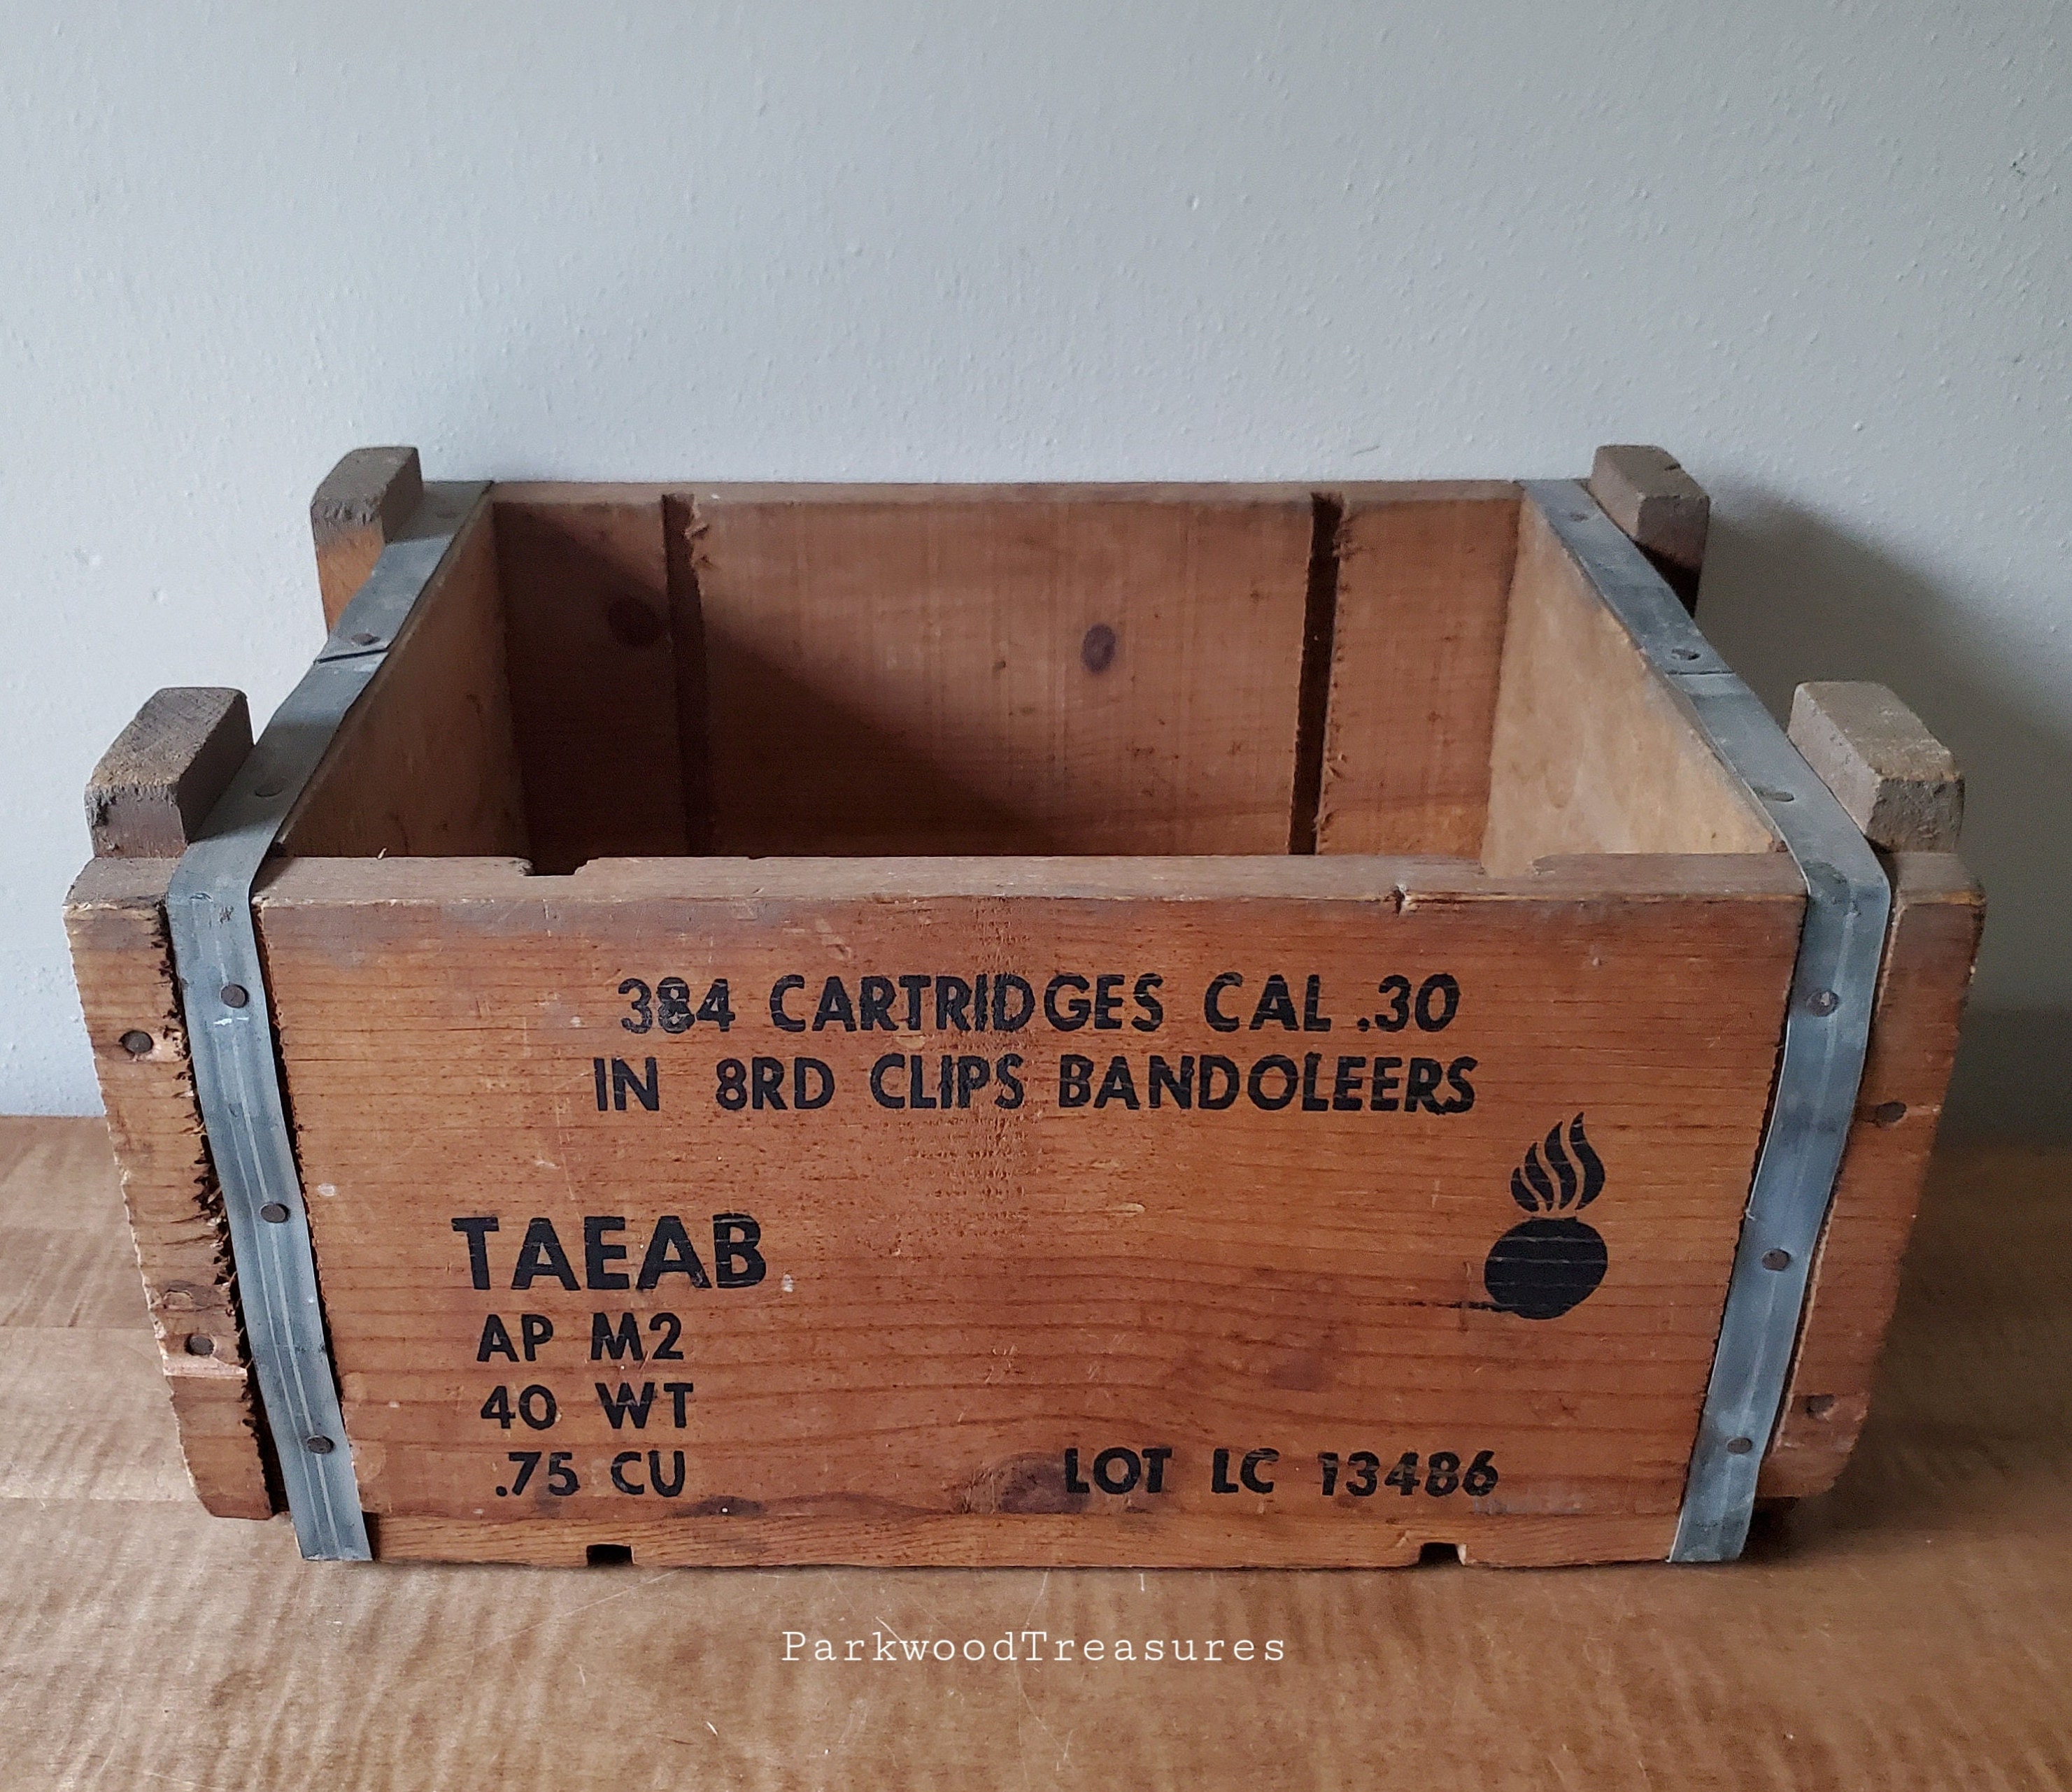 384 CARTRIDGES CAL .30
IN 8RD CLIPS BANDOLEERS
TAEAB
AP M2
40 WT
.75 CU
LOT LC 13486
ParkwoodTreasures